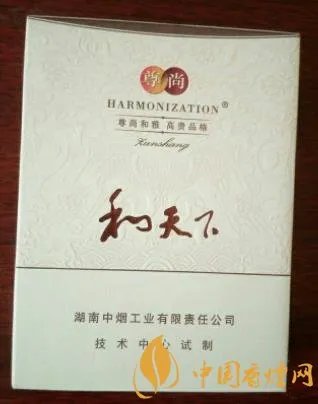 尊尚
HARMONIZATION®
尊尚和雅 高贵品格
Zunshang
和天下
湖南中烟工业有限责任公司
技术中心试制
中国香烟网